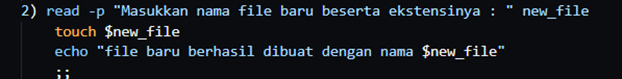 2) read -p "Masukkan nama file baru beserta ekstensinya : " new_file
touch $new_file
echo "file baru berhasil dibuat dengan nama $new_file"
;;